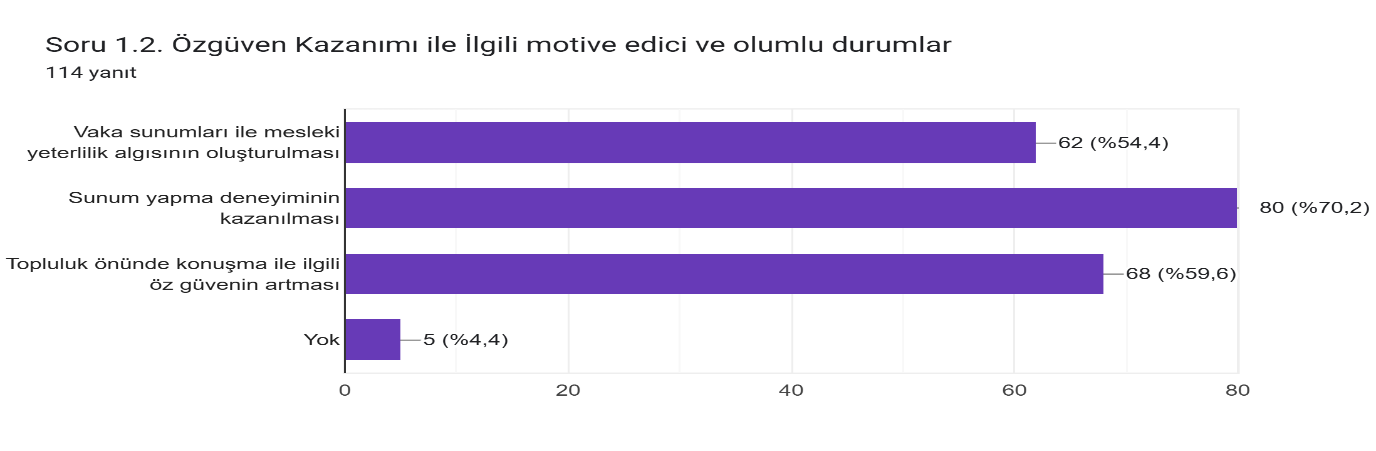 Soru 1.2. Özgüven Kazanımı ile İlgili motive edici ve olumlu durumlar
114 yanıt
Vaka sunumları ile mesleki
yeterlilik algısının oluşturulması
62 (%54,4)
Sunum yapma deneyiminin
kazanılması
80 (%70,2)
Topluluk önünde konuşma ile ilgili
öz güvenin artması
68 (%59,6)
Yok
5 (%4,4)
0 20 40 60 80